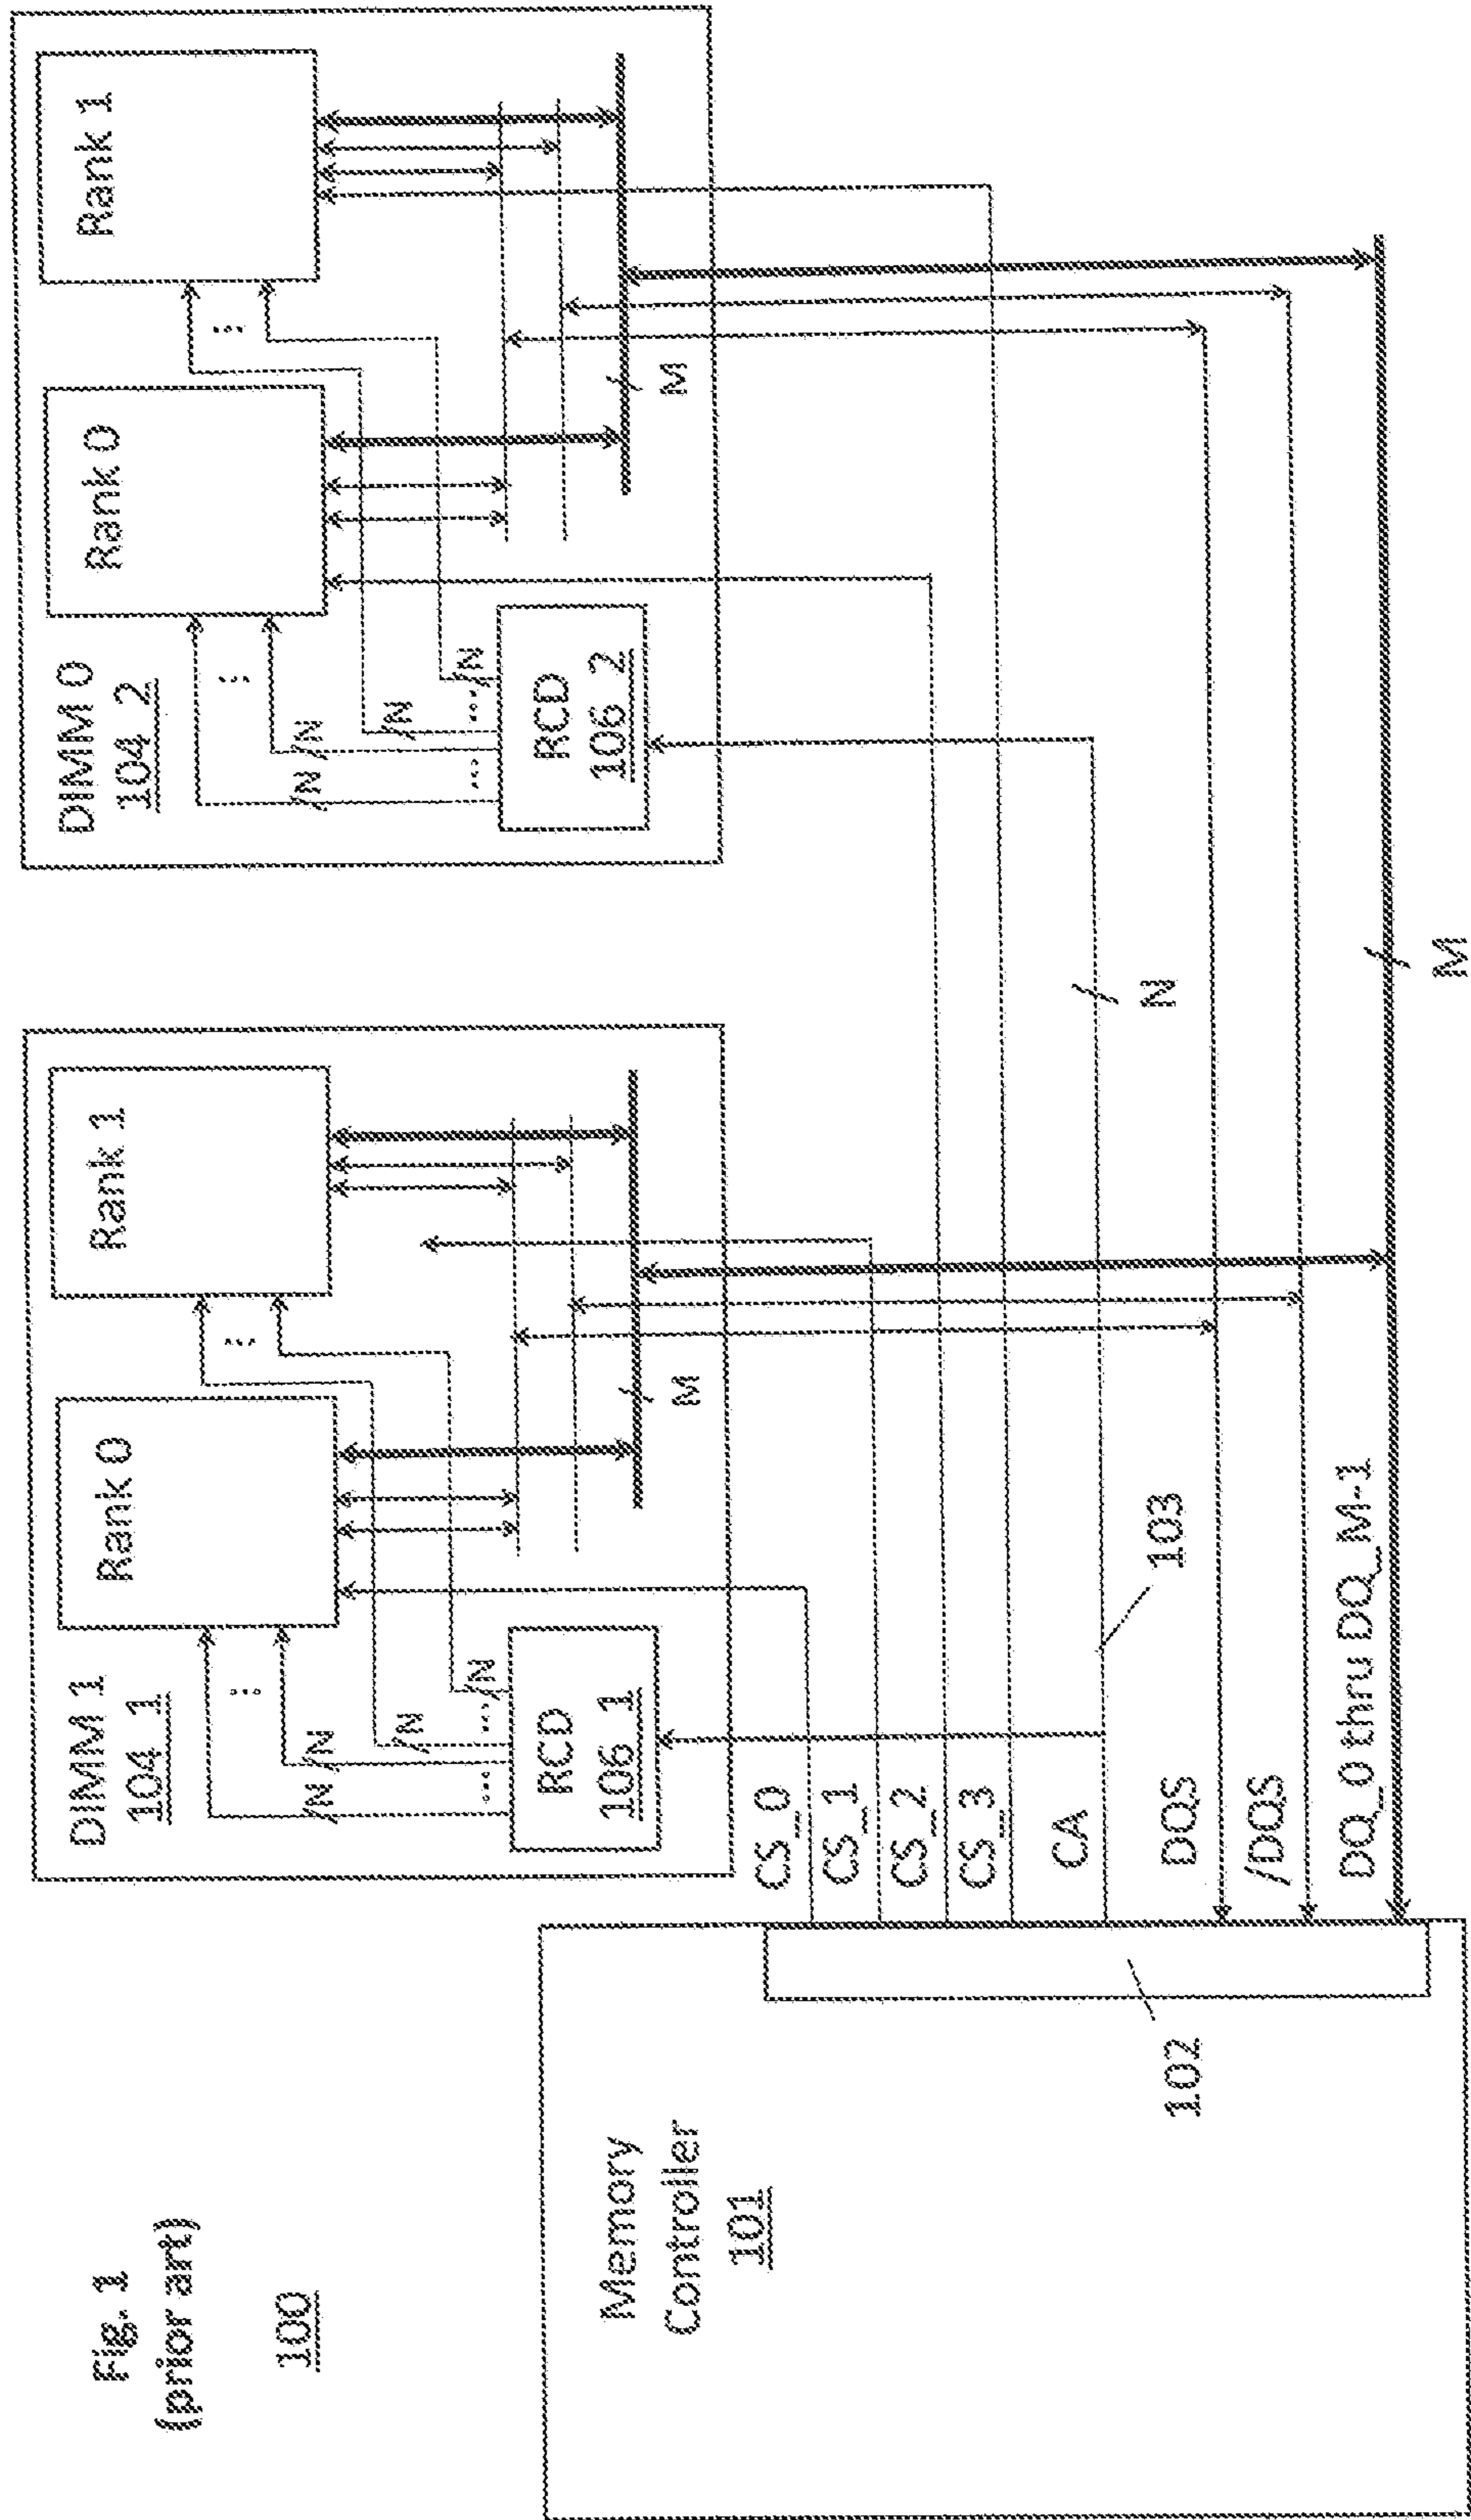 Fig. 1
(prior art)
100
Memory
Controller
101
102
DIMM 1
104_1
Rank 0
Rank 1
...
...
/N
/N
/N
/N
...
...
RCD
106_1
M
CS_0
CS_1
CS_2
CS_3
CA
DQS
/DQS
DQ_0 thru DQ_M-1
103
N
M
DIMM 0
104_2
Rank 0
Rank 1
...
...
/N
/N
/N
/N
...
...
RCD
106_2
M